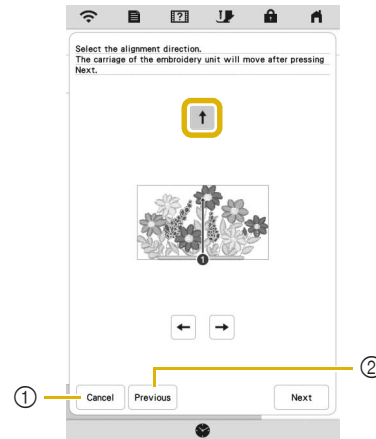 Select the alignment direction.
The carriage of the embroidery unit will move after pressing
Next.
↑
❶
← →
① Cancel Previous ② Next